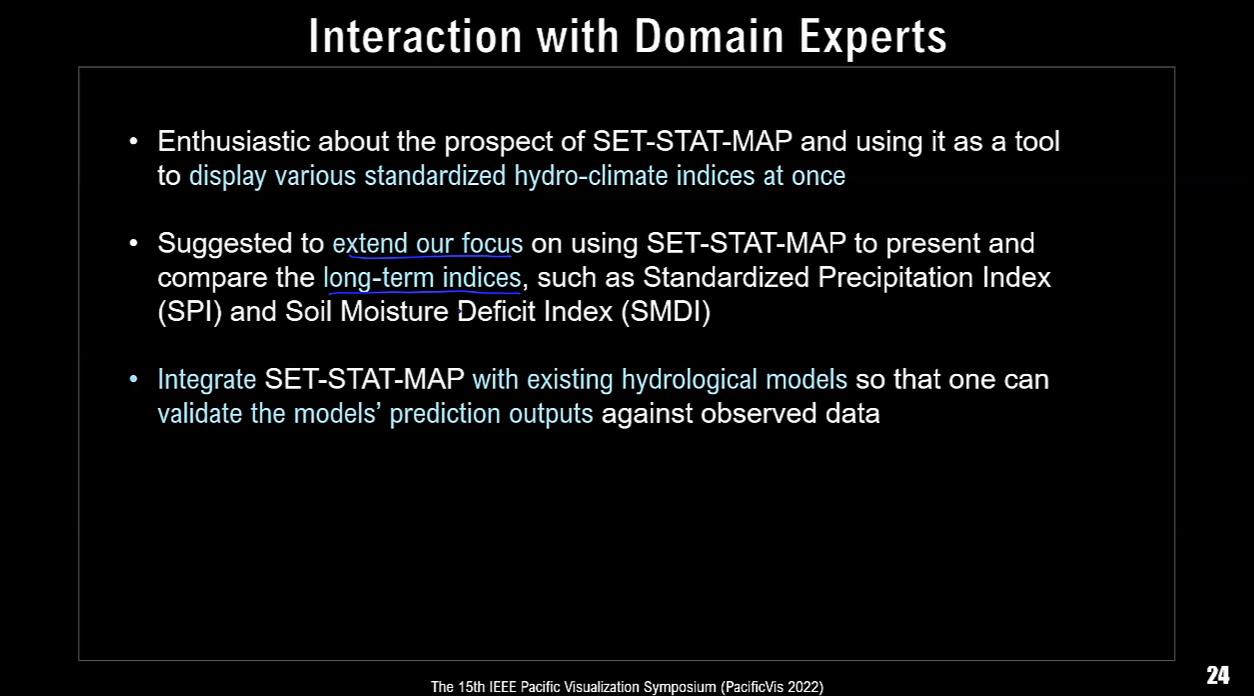 Interaction with Domain Experts
• Enthusiastic about the prospect of SET-STAT-MAP and using it as a tool
to display various standardized hydro-climate indices at once
• Suggested to extend our focus on using SET-STAT-MAP to present and
compare the long-term indices, such as Standardized Precipitation Index
(SPI) and Soil Moisture Deficit Index (SMDI)
• Integrate SET-STAT-MAP with existing hydrological models so that one can
validate the models’ prediction outputs against observed data
The 15th IEEE Pacific Visualization Symposium (PacificVis 2022)
24